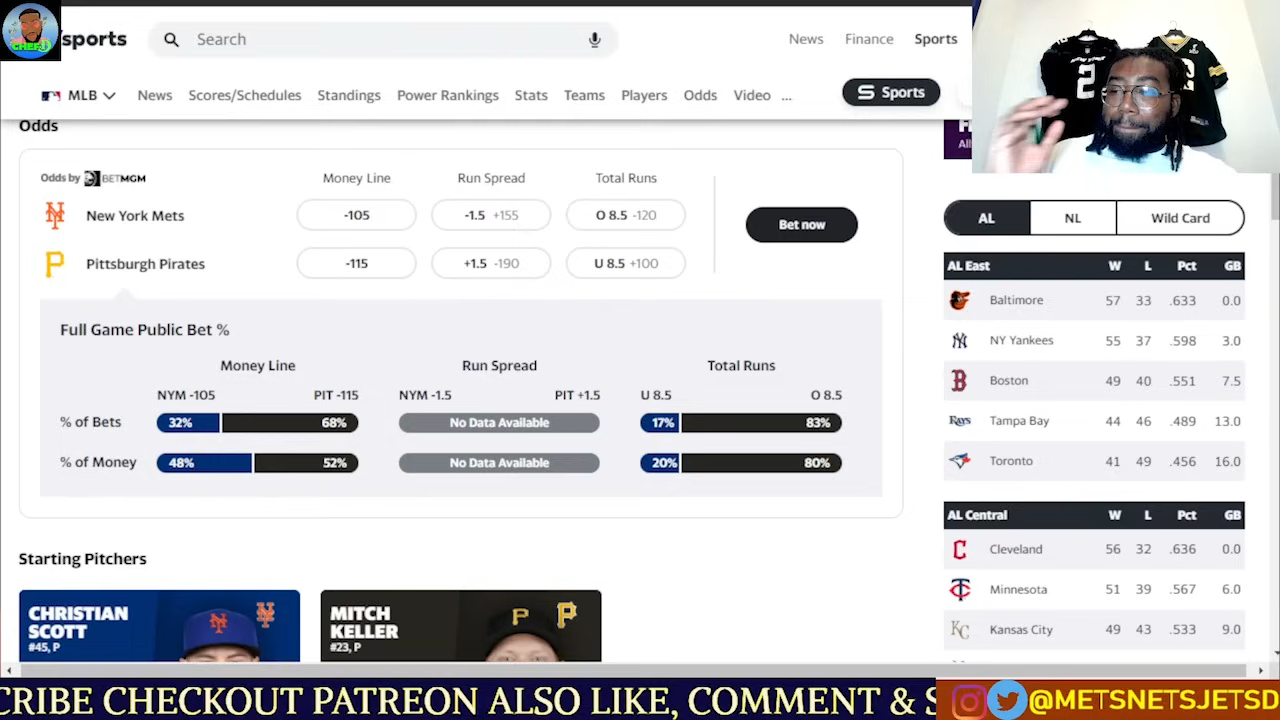 CHEF
sports
Search
News Finance Sports
MLB News Scores/Schedules Standings Power Rankings Stats Teams Players Odds Video ...
S Sports
Odds
Odds by BETMGM Money Line Run Spread Total Runs
New York Mets -105 -1.5 +155 O 8.5 -120
Pittsburgh Pirates -115 +1.5 -190 U 8.5 +100
Bet now
Full Game Public Bet %
Money Line Run Spread Total Runs
NYM -105 PIT -115 NYM -1.5 PIT +1.5 U 8.5 O 8.5
% of Bets 32% 68% No Data Available 17% 83%
% of Money 48% 52% No Data Available 20% 80%
Starting Pitchers
CHRISTIAN
SCOTT
#45, P
MITCH
KELLER
#23, P
2
AL NL Wild Card
AL East W L Pct GB
Baltimore 57 33 .633 0.0
NY Yankees 55 37 .598 3.0
Boston 49 40 .551 7.5
Rays Tampa Bay 44 46 .489 13.0
Toronto 41 49 .456 16.0
AL Central W L Pct GB
Cleveland 56 32 .636 0.0
Minnesota 51 39 .567 6.0
KC Kansas City 49 43 .533 9.0
CRIBE CHECKOUT PATREON ALSO LIKE, COMMENT & S
@METSNETSJETSD